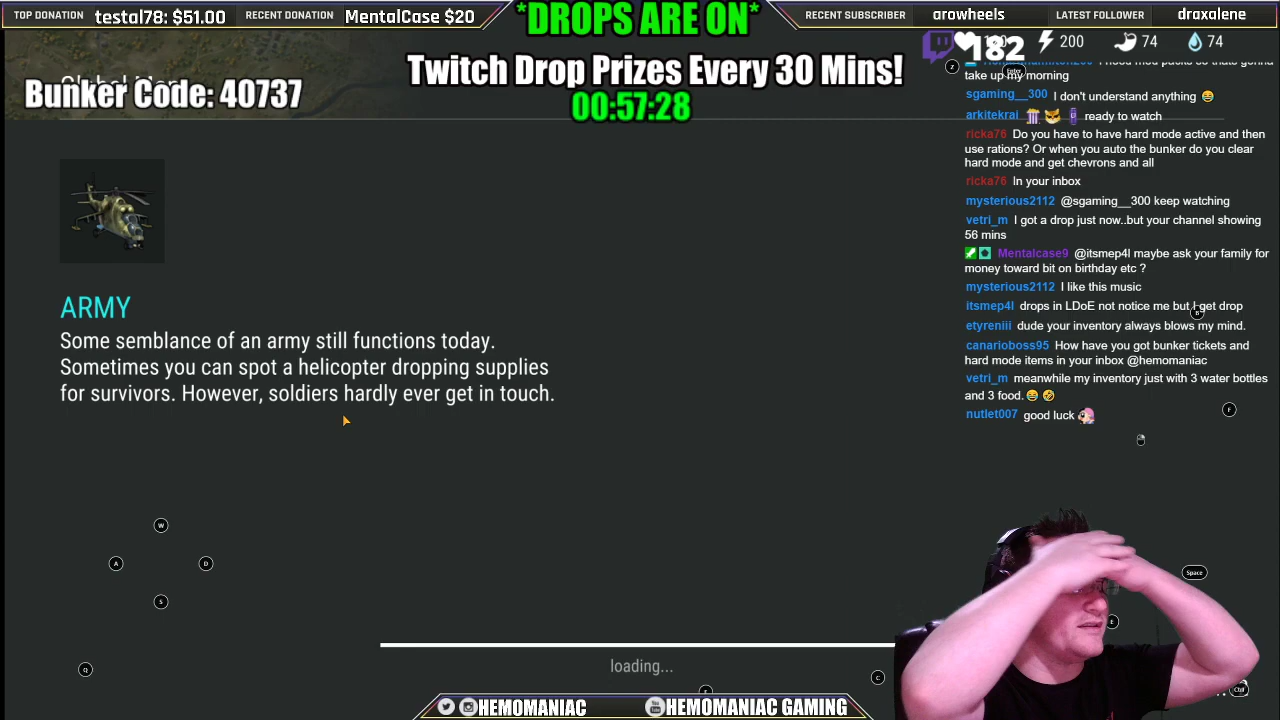 TOP DONATION testal78: $51.00 RECENT DONATION MentalCase $20 *DROPS ARE ON* RECENT SUBSCRIBER arowheels LATEST FOLLOWER draxalene
Bunker Code: 40737
Twitch Drop Prizes Every 30 Mins!
00:57:28
182 200 74 74
take up my morning
sgaming__300 I don't understand anything
arkitekrai ready to watch
ricka76 Do you have to have hard mode active and then
use rations? Or when you auto the bunker do you clear
hard mode and get chevrons and all
ricka76 In your inbox
mysterious2112 @sgaming__300 keep watching
vetri_m I got a drop just now..but your channel showing
56 mins
Mentalcase9 @itsmep4l maybe ask your family for
money toward bit on birthday etc ?
mysterious2112 I like this music
itsmep4l drops in LDoE not notice me but I get drop
etyreniii dude your inventory always blows my mind.
canarioboss95 How have you got bunker tickets and
hard mode items in your inbox @hemomaniac
vetri_m meanwhile my inventory just with 3 water bottles
and 3 food.
nutlet007 good luck
ARMY
Some semblance of an army still functions today.
Sometimes you can spot a helicopter dropping supplies
for survivors. However, soldiers hardly ever get in touch.
Z
B
F
W
A D
S
Q
Space
E
C
Ctrl
loading...
HEMOMANIAC HEMOMANIAC GAMING